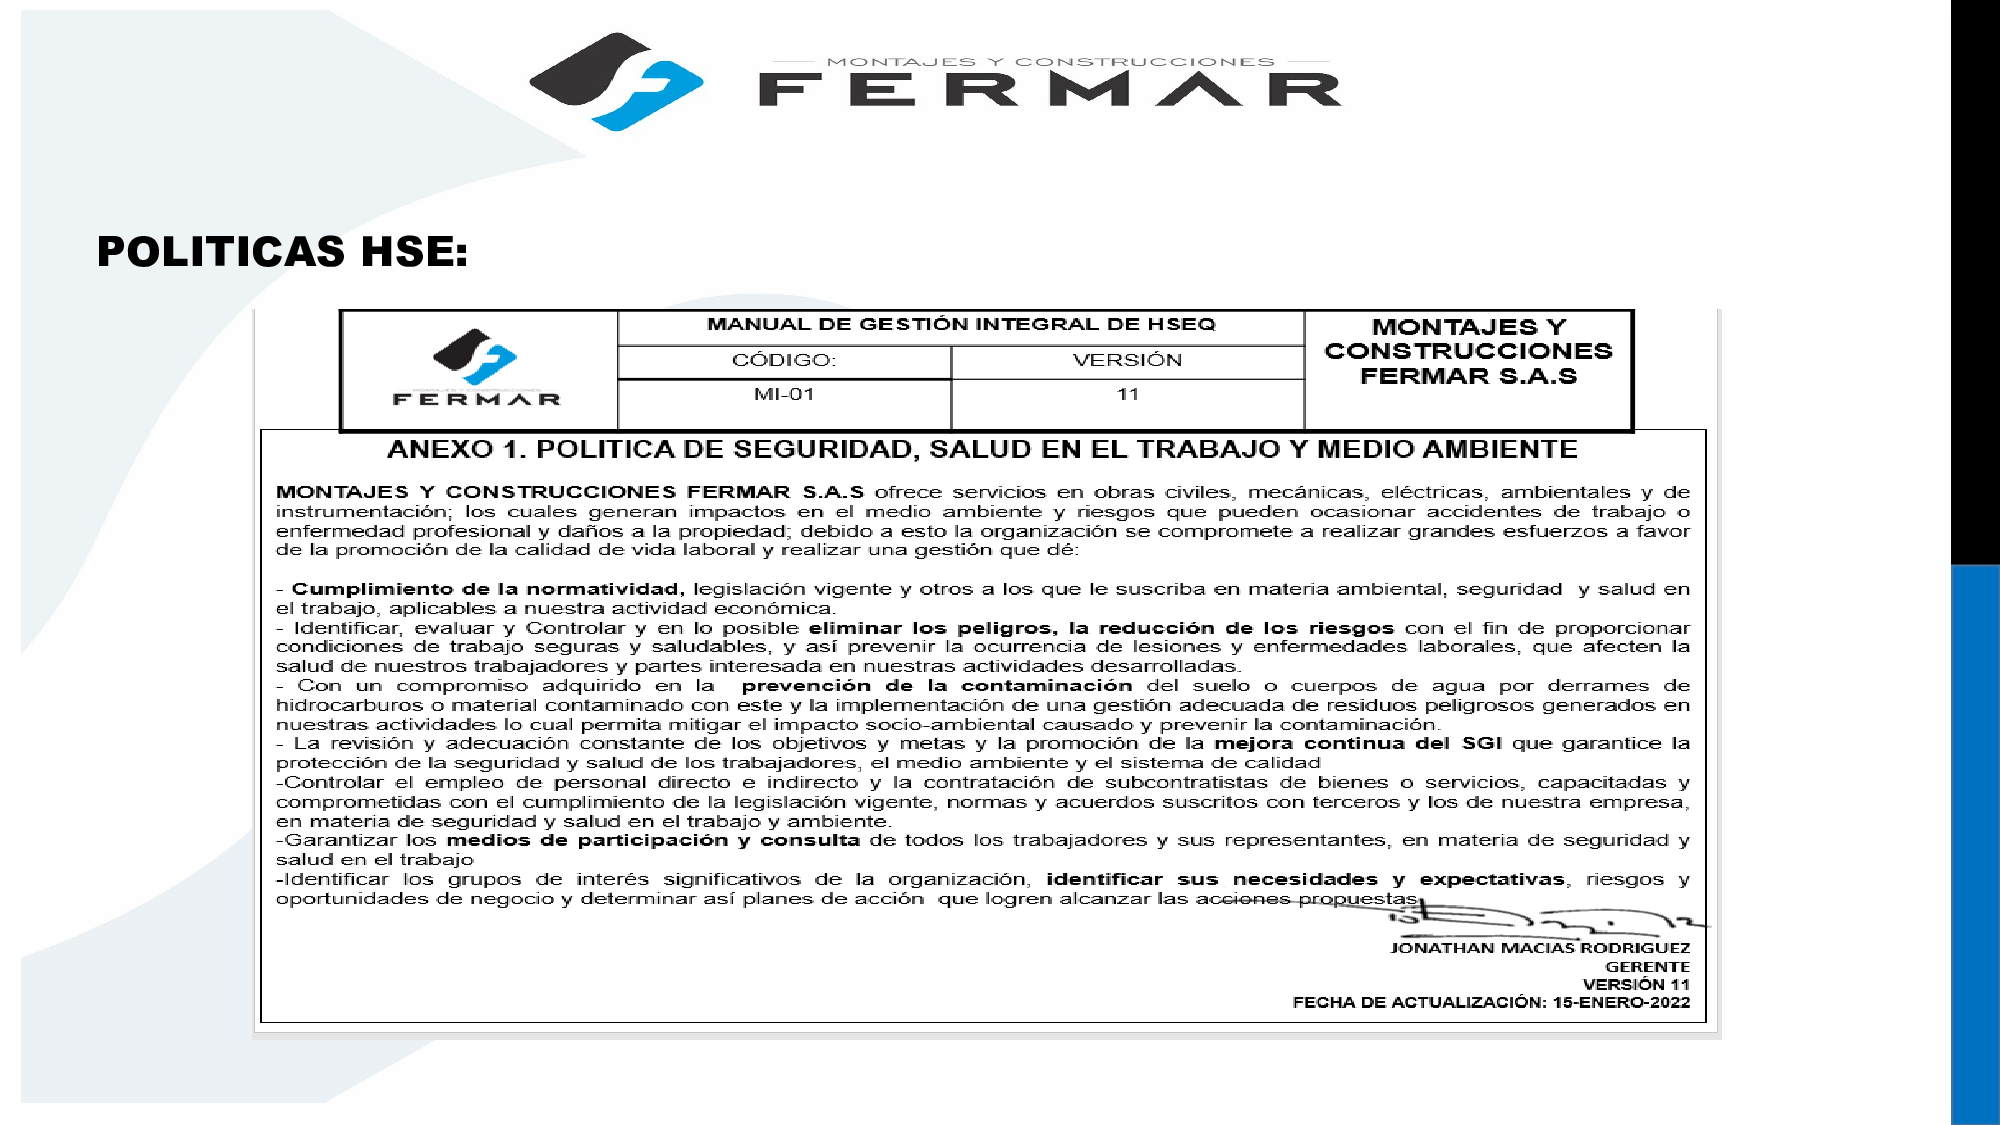 MONTAJES Y CONSTRUCCIONES
FERMAR
POLITICAS HSE:
MONTAJES Y CONSTRUCCIONES
FERMAR
MANUAL DE GESTIÓN INTEGRAL DE HSEQ
CÓDIGO:
VERSIÓN
MI-01
11
MONTAJES Y
CONSTRUCCIONES
FERMAR S.A.S
ANEXO 1. POLITICA DE SEGURIDAD, SALUD EN EL TRABAJO Y MEDIO AMBIENTE
MONTAJES Y CONSTRUCCIONES FERMAR S.A.S ofrece servicios en obras civiles, mecánicas, eléctricas, ambientales y de
instrumentación; los cuales generan impactos en el medio ambiente y riesgos que pueden ocasionar accidentes de trabajo o
enfermedad profesional y daños a la propiedad; debido a esto la organización se compromete a realizar grandes esfuerzos a favor
de la promoción de la calidad de vida laboral y realizar una gestión que dé:
- Cumplimiento de la normatividad, legislación vigente y otros a los que le suscriba en materia ambiental, seguridad y salud en
el trabajo, aplicables a nuestra actividad económica.
- Identificar, evaluar y Controlar y en lo posible eliminar los peligros, la reducción de los riesgos con el fin de proporcionar
condiciones de trabajo seguras y saludables, y así prevenir la ocurrencia de lesiones y enfermedades laborales, que afecten la
salud de nuestros trabajadores y partes interesada en nuestras actividades desarrolladas.
- Con un compromiso adquirido en la prevención de la contaminación del suelo o cuerpos de agua por derrames de
hidrocarburos o material contaminado con este y la implementación de una gestión adecuada de residuos peligrosos generados en
nuestras actividades lo cual permita mitigar el impacto socio-ambiental causado y prevenir la contaminación.
- La revisión y adecuación constante de los objetivos y metas y la promoción de la mejora continua del SGI que garantice la
protección de la seguridad y salud de los trabajadores, el medio ambiente y el sistema de calidad
-Controlar el empleo de personal directo e indirecto y la contratación de subcontratistas de bienes o servicios, capacitadas y
comprometidas con el cumplimiento de la legislación vigente, normas y acuerdos suscritos con terceros y los de nuestra empresa,
en materia de seguridad y salud en el trabajo y ambiente.
-Garantizar los medios de participación y consulta de todos los trabajadores y sus representantes, en materia de seguridad y
salud en el trabajo
-Identificar los grupos de interés significativos de la organización, identificar sus necesidades y expectativas, riesgos y
oportunidades de negocio y determinar así planes de acción que logren alcanzar las acciones propuestas.
JONATHAN MACIAS RODRIGUEZ
GERENTE
VERSIÓN 11
FECHA DE ACTUALIZACIÓN: 15-ENERO-2022